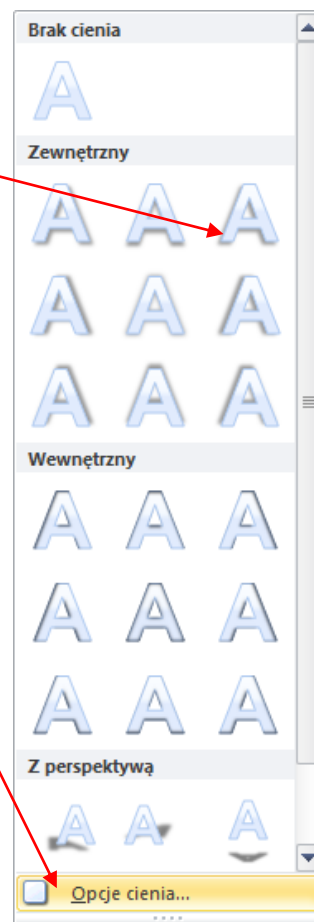 Brak cienia
A
Zewnętrzny
A A A
A A A
A A A
Wewnętrzny
A A A
A A A
A A A
Z perspektywą
A A A
Opcje cienia...